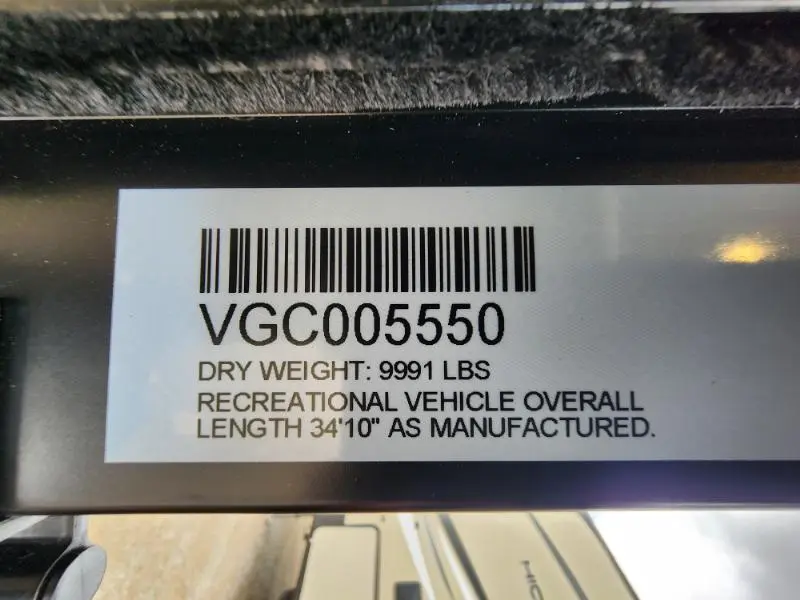 VGC005550
DRY WEIGHT: 9991 LBS
RECREATIONAL VEHICLE OVERALL
LENGTH 34'10" AS MANUFACTURED.